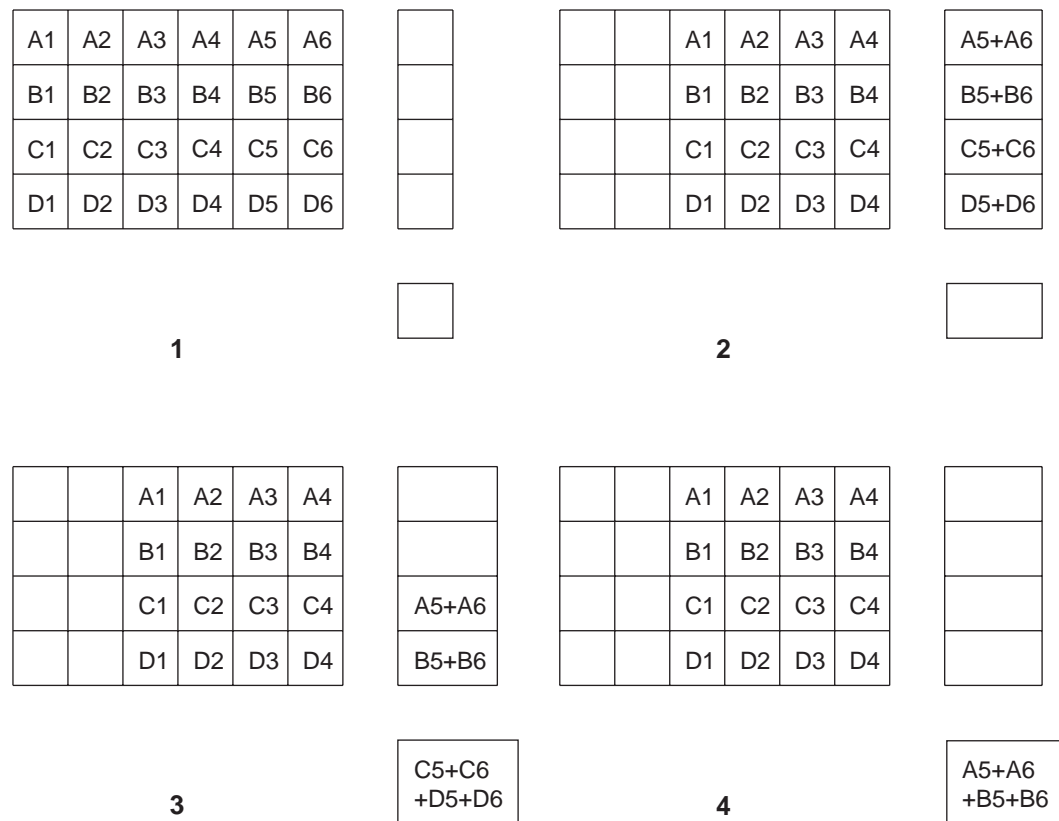 A1 A2 A3 A4 A5 A6
B1 B2 B3 B4 B5 B6
C1 C2 C3 C4 C5 C6
D1 D2 D3 D4 D5 D6
1
A1 A2 A3 A4 A5+A6
B1 B2 B3 B4 B5+B6
C1 C2 C3 C4 C5+C6
D1 D2 D3 D4 D5+D6
2
A1 A2 A3 A4
B1 B2 B3 B4
C1 C2 C3 C4 A5+A6
D1 D2 D3 D4 B5+B6
C5+C6
+D5+D6
3
A1 A2 A3 A4
B1 B2 B3 B4
C1 C2 C3 C4
D1 D2 D3 D4
A5+A6
+B5+B6
4